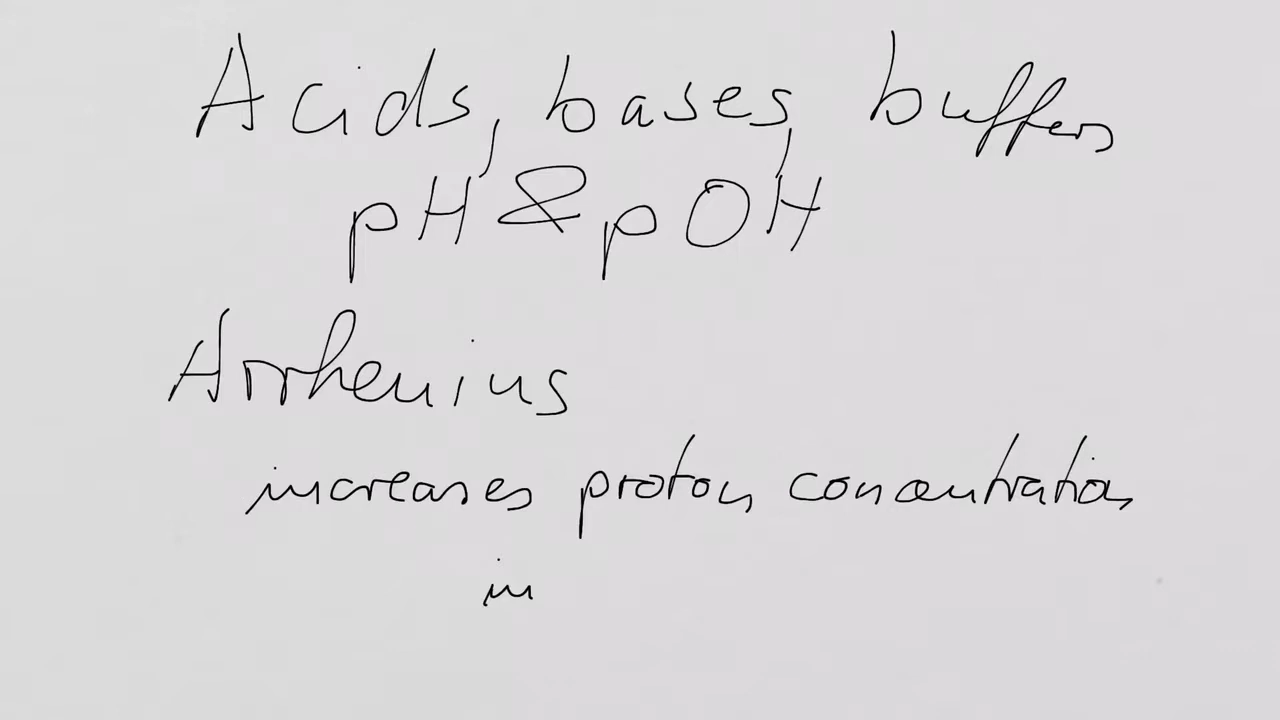 Acids, bases, buffers
pH & pOH
Arrhenius
increases proton concentration
in